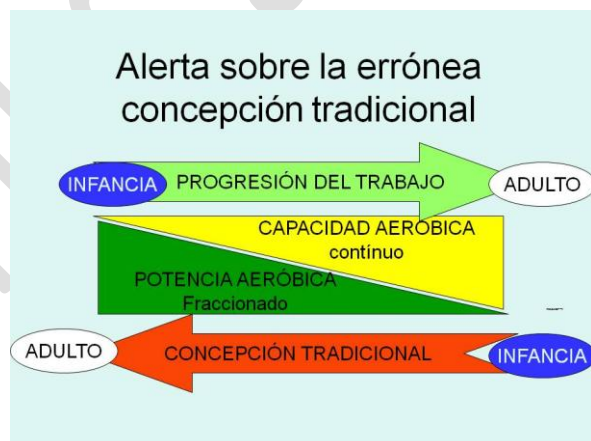 Alerta sobre la errónea
concepción tradicional
INFANCIA PROGRESIÓN DEL TRABAJO ADULTO
CAPACIDAD AERÓBICA
contínuo
POTENCIA AERÓBICA
Fraccionado
ADULTO CONCEPCIÓN TRADICIONAL INFANCIA